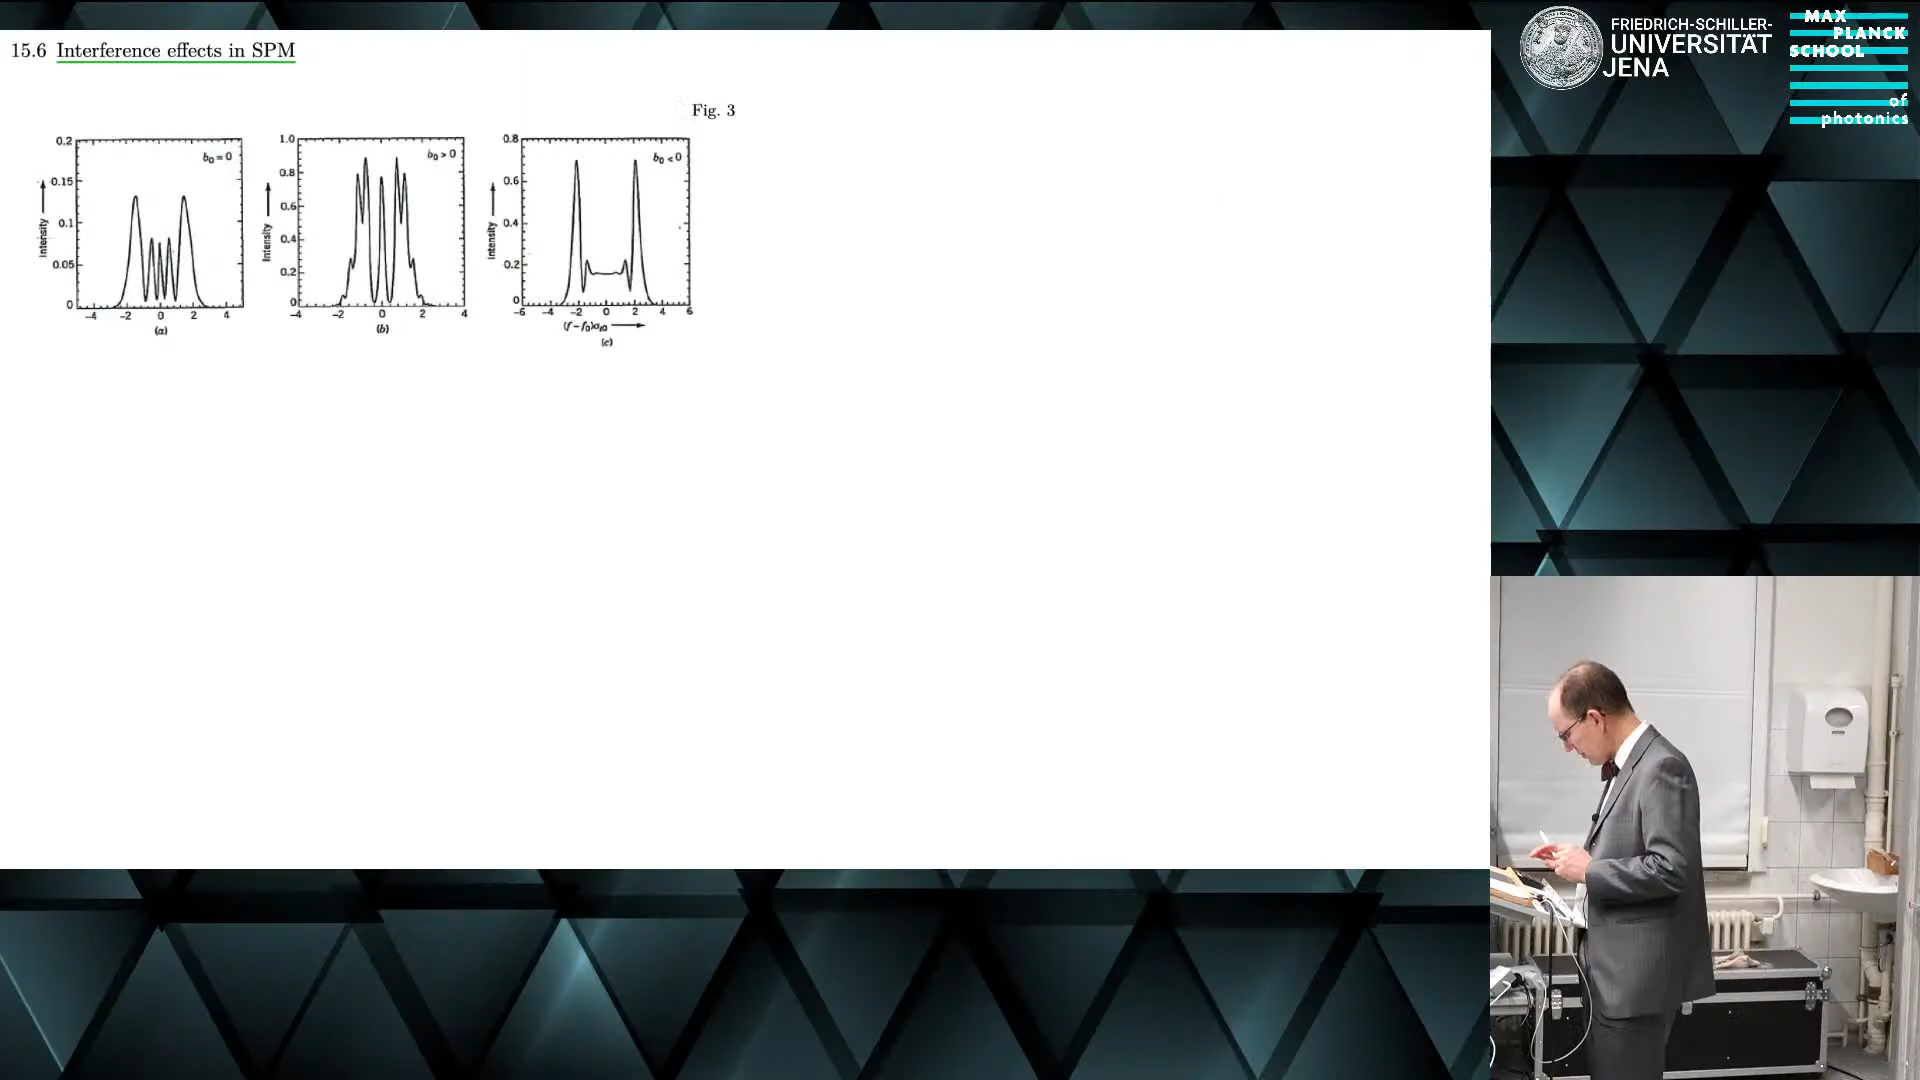 15.6 Interference effects in SPM
Fig. 3
0.2
0.15
0.1
0.05
0
Intensity
b₀ = 0
−4 −2 0 2 4
(a)
1.0
0.8
0.6
0.4
0.2
0
Intensity
b₀ > 0
−4 −2 0 2 4
(b)
0.8
0.6
0.4
0.2
0
Intensity
b₀ < 0
−6 −4 −2 0 2 4 6
(f − f₀)σ₍t0₎
(c)
FRIEDRICH-SCHILLER-
UNIVERSITÄT
JENA
MAX
PLANCK
SCHOOL
of
photonics